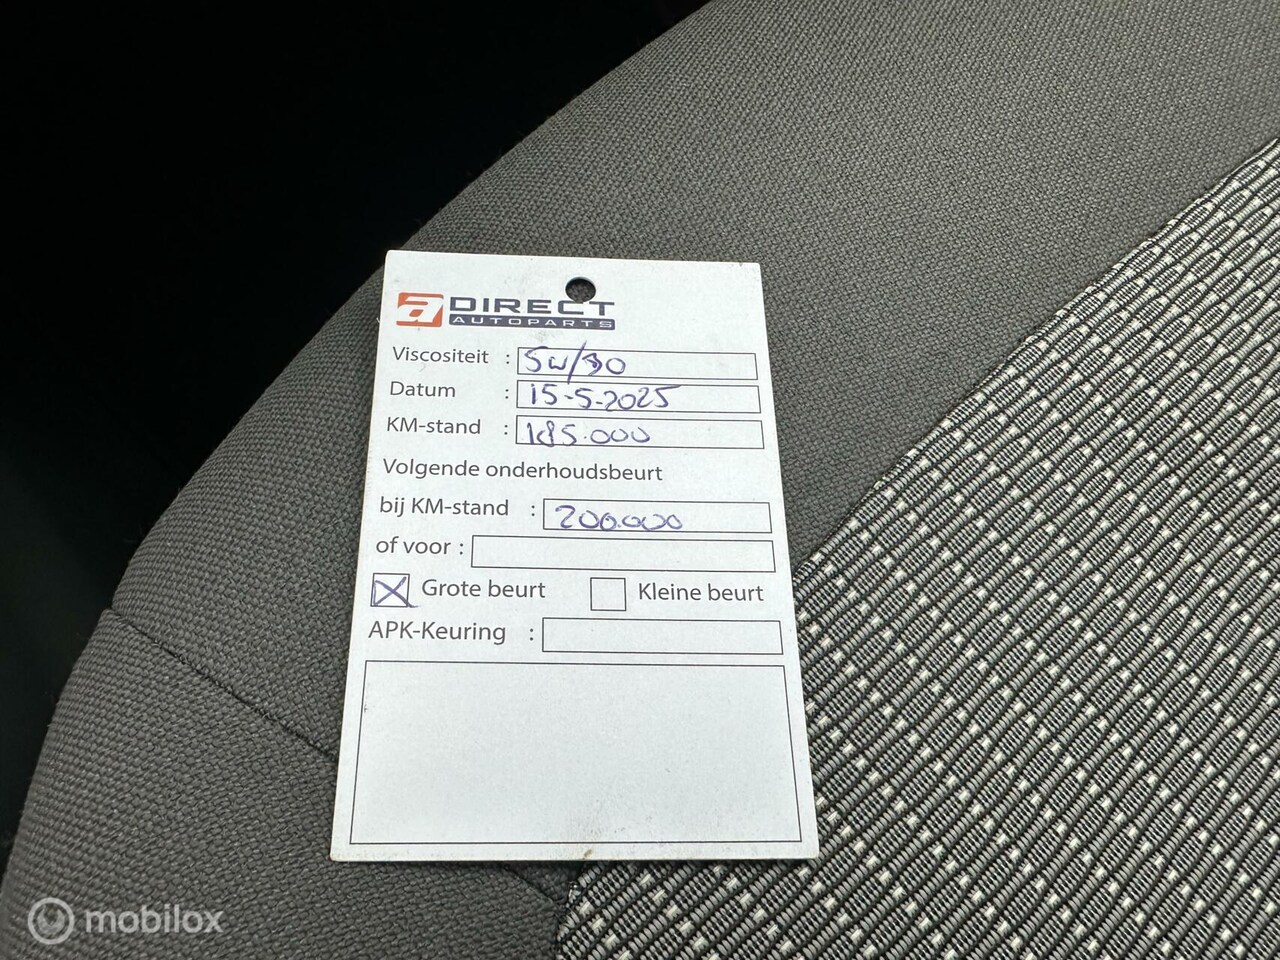 a DIRECT
AUTOPARTS
Viscositeit : 5W/30
Datum : 15-5-2025
KM-stand : 185.000
Volgende onderhoudsbeurt
bij KM-stand : 200.000
of voor :
Grote beurt Kleine beurt
APK-Keuring :
mobilox